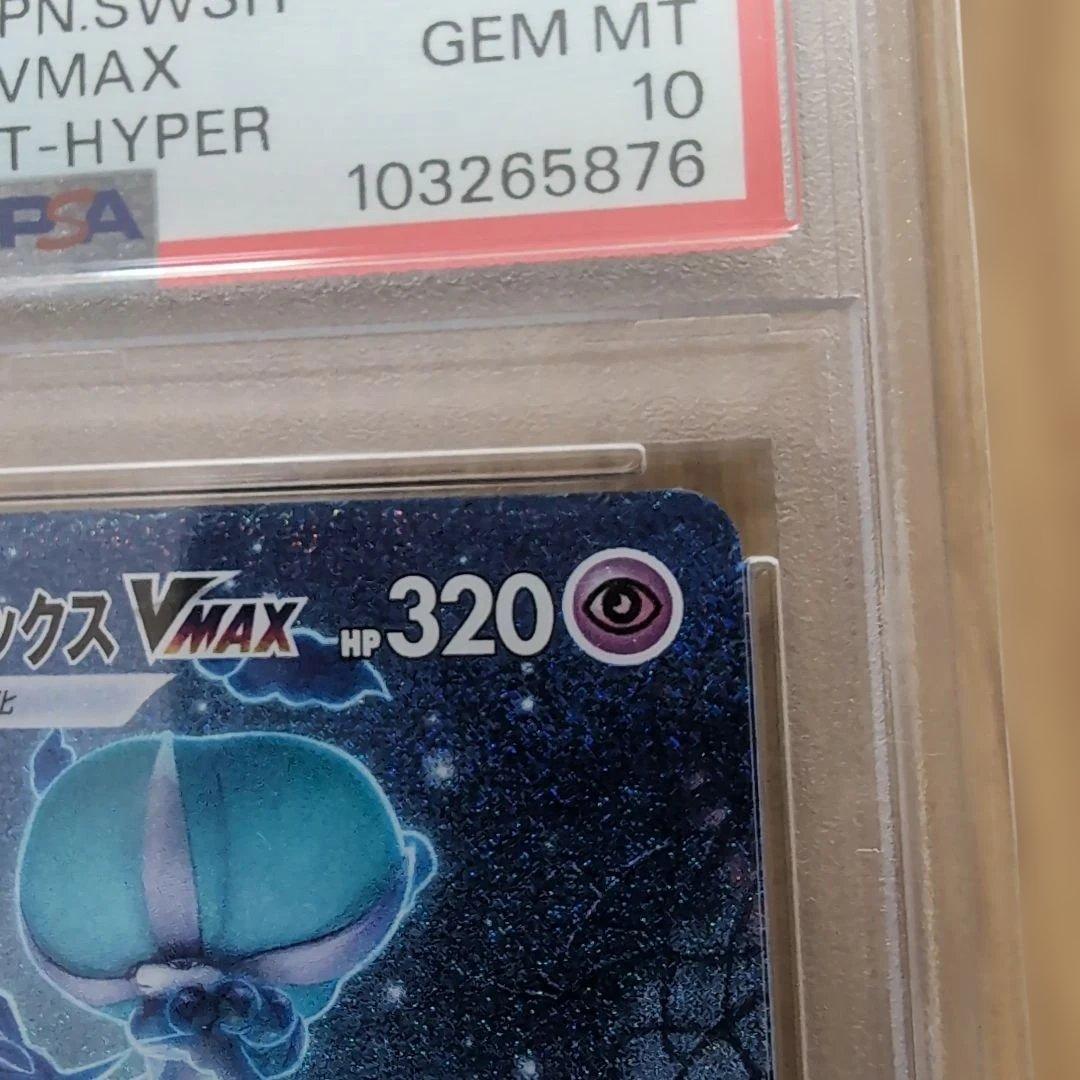 PN.SWSH
VMAX
T-HYPER
GEM MT
10
103265876
PSA
ックス VMAX HP 320